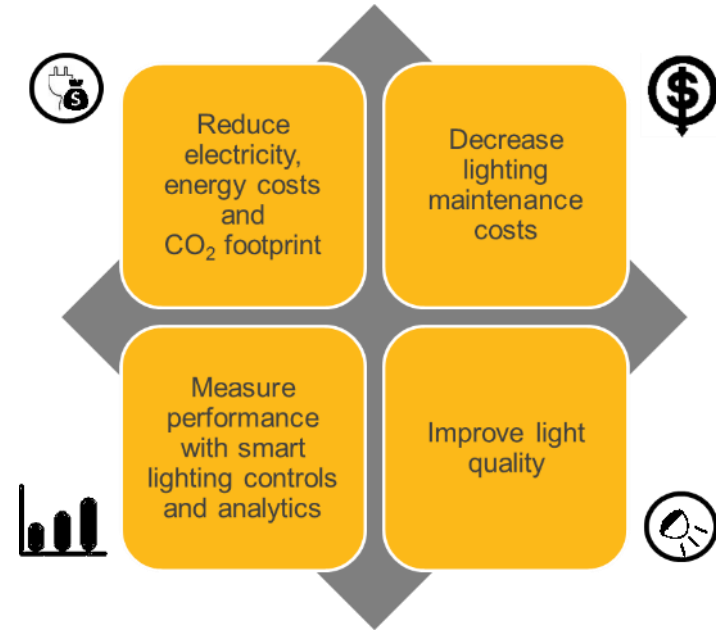 Reduce
electricity,
energy costs
and
CO₂ footprint
Decrease
lighting
maintenance
costs
Measure
performance
with smart
lighting controls
and analytics
Improve light
quality
$
$